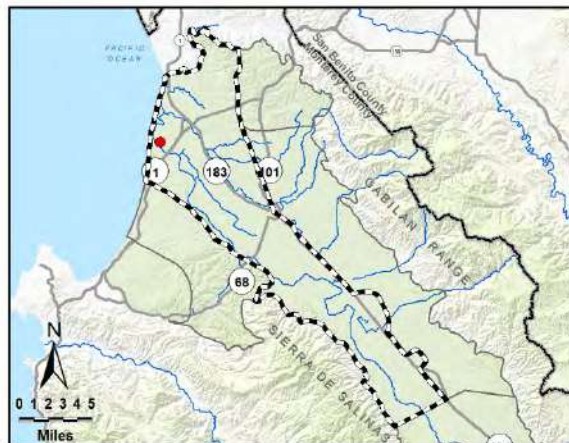 PACIFIC
OCEAN
1
San Benito County
Monterey County
1
183
101
GABILAN RANGE
68
SIERRA DE SALINAS
N
0 1 2 3 4 5
Miles